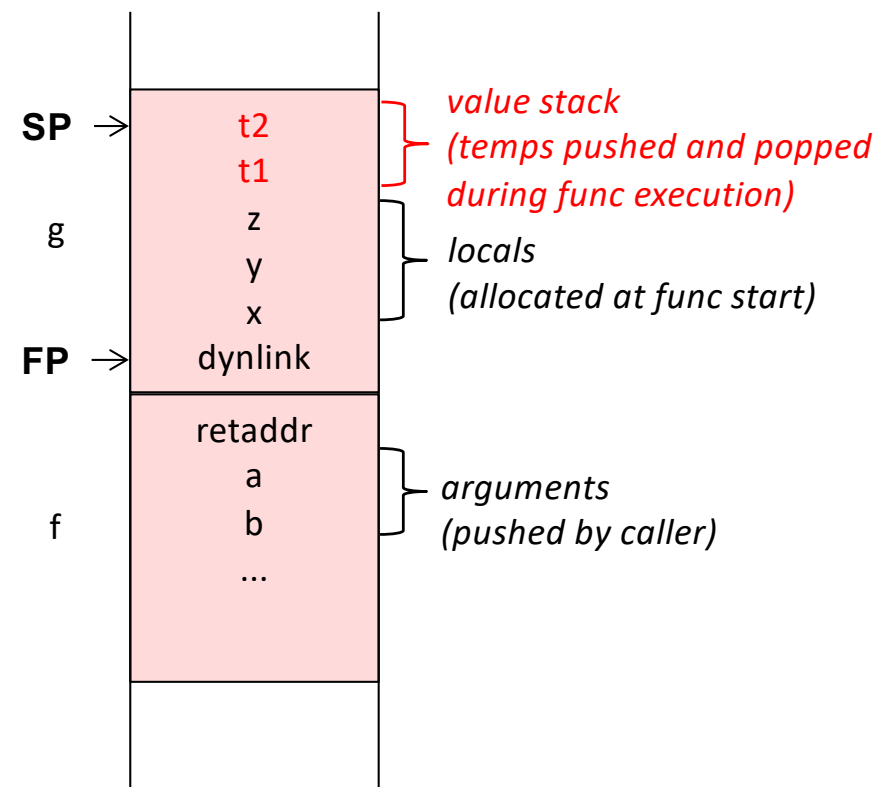 SP
t2
t1
g
z
y
x
FP
dynlink
retaddr
a
f
b
...
value stack
(temps pushed and popped
during func execution)
locals
(allocated at func start)
arguments
(pushed by caller)